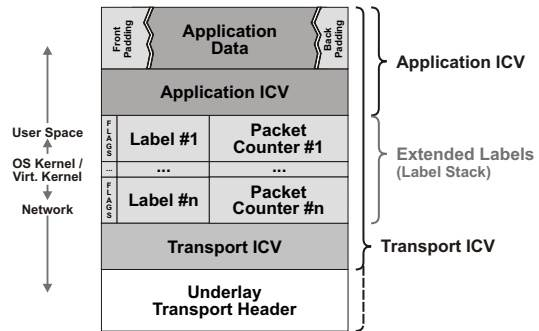 Front
Padding
Application
Data
Back
Padding
Application ICV
Application ICV
User Space
OS Kernel /
Virt. Kernel
Network
FLAGS
Label #1
Packet
Counter #1
...
...
...
FLAGS
Label #n
Packet
Counter #n
Extended Labels
(Label Stack)
Transport ICV
Transport ICV
Underlay
Transport Header